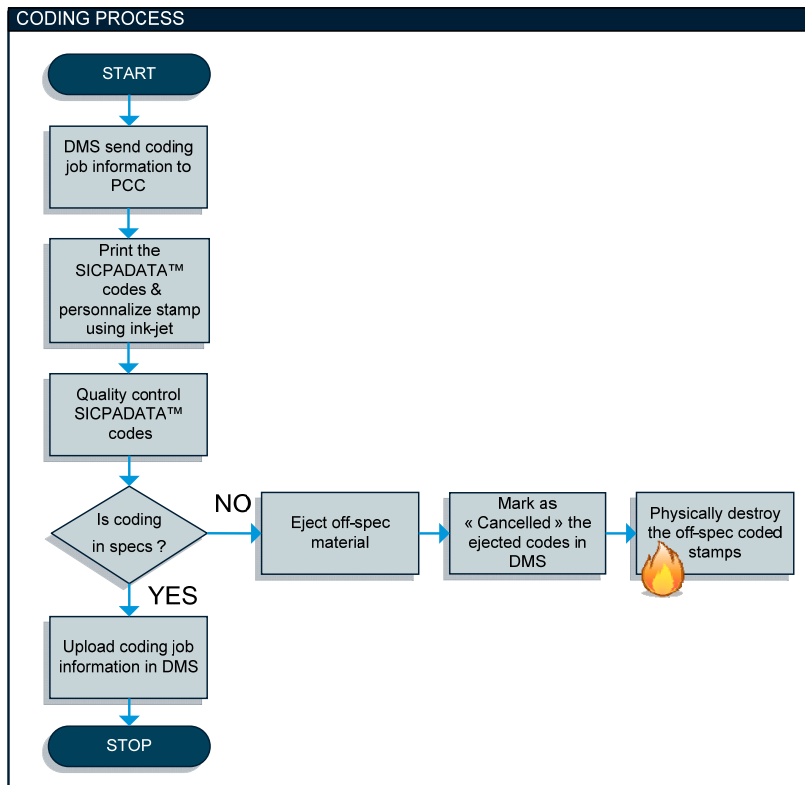 CODING PROCESS
START
DMS send coding
job information to
PCC
Print the
SICPADATA™
codes &
personnalize stamp
using ink-jet
Quality control
SICPADATA™
codes
Is coding
in specs ?
NO
Eject off-spec
material
Mark as
« Cancelled » the
ejected codes in
DMS
Physically destroy
the off-spec coded
stamps
YES
Upload coding job
information in DMS
STOP